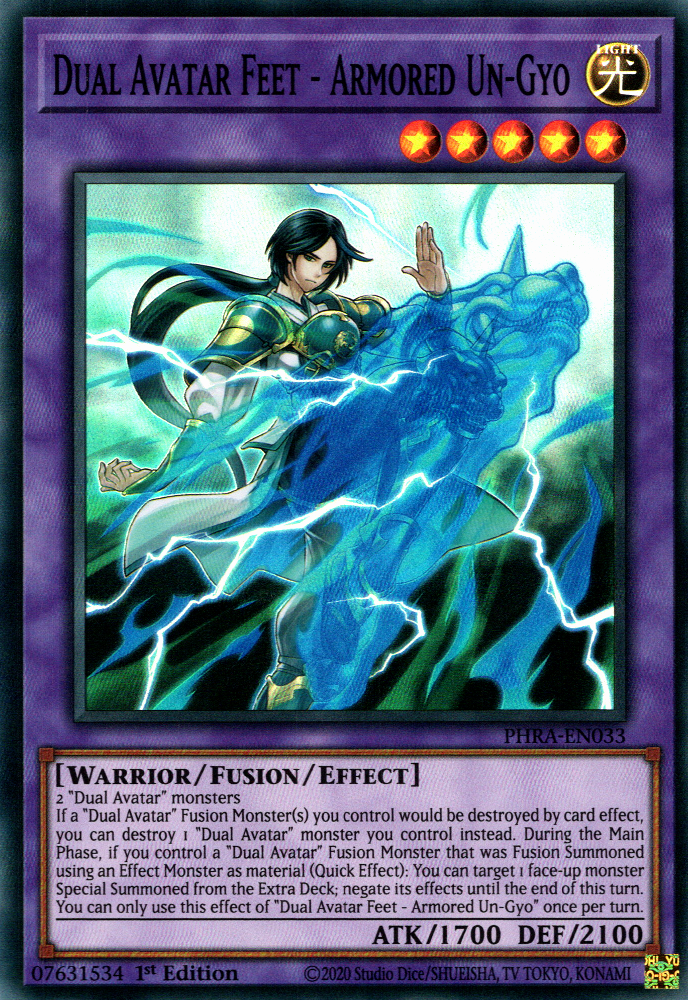 DUAL AVATAR FEET - ARMORED UN-GYO
LIGHT
光
PHRA-EN033
[WARRIOR/FUSION/EFFECT]
2 "Dual Avatar" monsters
If a "Dual Avatar" Fusion Monster(s) you control would be destroyed by card effect,
you can destroy 1 "Dual Avatar" monster you control instead. During the Main
Phase, if you control a "Dual Avatar" Fusion Monster that was Fusion Summoned
using an Effect Monster as material (Quick Effect): You can target 1 face-up monster
Special Summoned from the Extra Deck; negate its effects until the end of this turn.
You can only use this effect of "Dual Avatar Feet - Armored Un-Gyo" once per turn.
ATK/1700 DEF/2100
07631534 1st Edition ©2020 Studio Dice/SHUEISHA, TV TOKYO, KONAMI